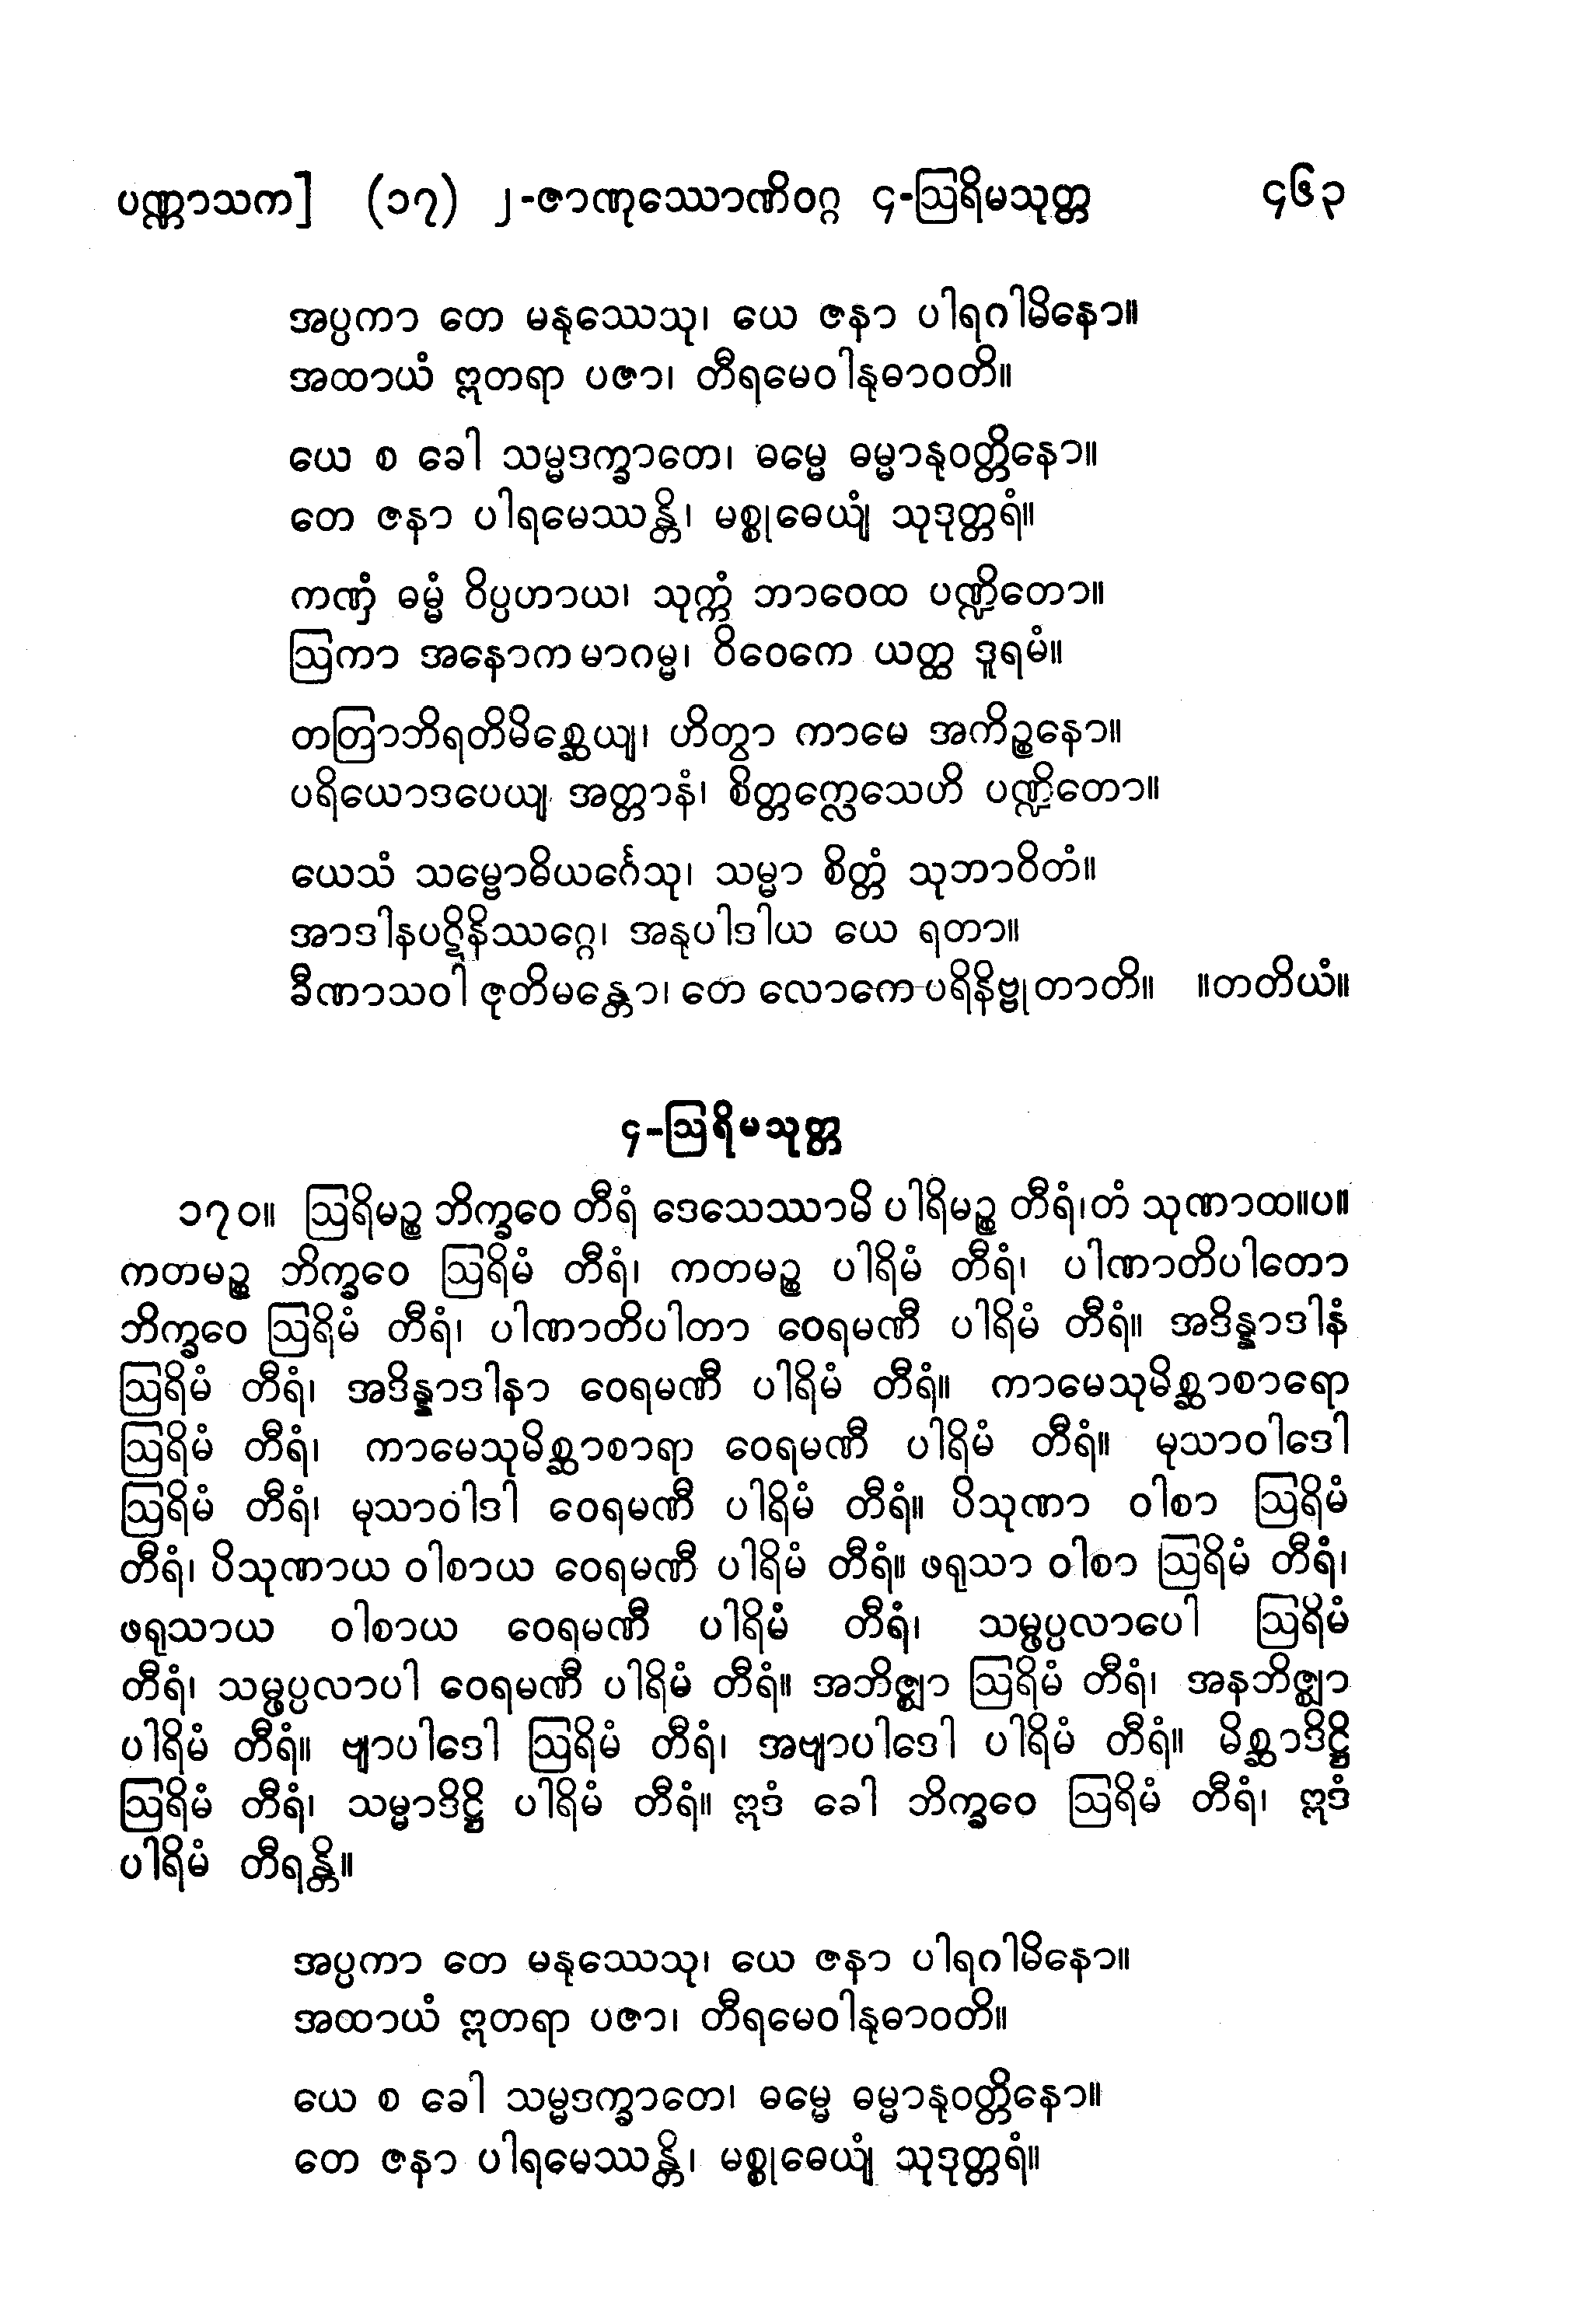 ပဏ္ဏာသက] (၁၇) ၂-ဇာဏုဿောဏိဝဂ္ဂ ၄-ဩရိမသုတ္တ ၄၆၃
အပ္ပကာ တေ မနုဿေသု၊ ယေ ဇနာ ပါရဂါမိနော။
အထာယံ ဣတရာ ပဇာ၊ တီရမေဝါနုဓာဝတိ။
ယေ စ ခေါ သမ္မဒက္ခာတေ၊ ဓမ္မေ ဓမ္မာနုဝတ္တိနော။
တေ ဇနာ ပါရမေဿန္တိ၊ မစ္စုဓေယျံ သုဒုတ္တရံ။
ကဏှံ ဓမ္မံ ဝိပ္ပဟာယ၊ သုက္ကံ ဘာဝေထ ပဏ္ဍိတော။
ဩကာ အနောကမာဂမ္မ၊ ဝိဝေကေ ယတ္ထ ဒူရမံ။
တတြာဘိရတိမိစ္ဆေယျ၊ ဟိတွာ ကာမေ အကိဉ္စနော။
ပရိယောဒပေယျ အတ္တာနံ၊ စိတ္တက္လေသေဟိ ပဏ္ဍိတော။
ယေသံ သမ္ဗောဓိယင်္ဂေသု၊ သမ္မာ စိတ္တံ သုဘာဝိတံ။
အာဒါနပဋိနိဿဂ္ဂေ၊ အနုပါဒါယ ယေ ရတာ။
ခီဏာသဝါ ဇုတိမန္တော၊ တေ လောကေ ပရိနိဗ္ဗုတာတိ။ ။တတိယံ။
၄-ဩရိမသုတ္တ
၁၇၀။ ဩရိမဉ္စ ဘိက္ခဝေ တီရံ ဒေသေဿာမိ ပါရိမဉ္စ တီရံ၊တံ သုဏာထ။ပ။
ကတမဉ္စ ဘိက္ခဝေ ဩရိမံ တီရံ၊ ကတမဉ္စ ပါရိမံ တီရံ၊ ပါဏာတိပါတော
ဘိက္ခဝေ ဩရိမံ တီရံ၊ ပါဏာတိပါတာ ဝေရမဏီ ပါရိမံ တီရံ။ အဒိန္နာဒါနံ
ဩရိမံ တီရံ၊ အဒိန္နာဒါနာ ဝေရမဏီ ပါရိမံ တီရံ။ ကာမေသုမိစ္ဆာစာရော
ဩရိမံ တီရံ၊ ကာမေသုမိစ္ဆာစာရာ ဝေရမဏီ ပါရိမံ တီရံ။ မုသာဝါဒေါ
ဩရိမံ တီရံ၊ မုသာဝါဒါ ဝေရမဏီ ပါရိမံ တီရံ။ ပိသုဏာ ဝါစာ ဩရိမံ
တီရံ၊ ပိသုဏာယ ဝါစာယ ဝေရမဏီ ပါရိမံ တီရံ။ ဖရုသာ ဝါစာ ဩရိမံ တီရံ၊
ဖရုသာယ ဝါစာယ ဝေရမဏီ ပါရိမံ တီရံ၊ သမ္ဖပ္ပလာပေါ ဩရိမံ
တီရံ၊ သမ္ဖပ္ပလာပါ ဝေရမဏီ ပါရိမံ တီရံ။ အဘိဇ္ဈာ ဩရိမံ တီရံ၊ အနဘိဇ္ဈာ
ပါရိမံ တီရံ။ ဗျာပါဒေါ ဩရိမံ တီရံ၊ အဗျာပါဒေါ ပါရိမံ တီရံ။ မိစ္ဆာဒိဋ္ဌိ
ဩရိမံ တီရံ၊ သမ္မာဒိဋ္ဌိ ပါရိမံ တီရံ။ ဣဒံ ခေါ ဘိက္ခဝေ ဩရိမံ တီရံ၊ ဣဒံ
ပါရိမံ တီရန္တိ။
အပ္ပကာ တေ မနုဿေသု၊ ယေ ဇနာ ပါရဂါမိနော။
အထာယံ ဣတရာ ပဇာ၊ တီရမေဝါနုဓာဝတိ။
ယေ စ ခေါ သမ္မဒက္ခာတေ၊ ဓမ္မေ ဓမ္မာနုဝတ္တိနော။
တေ ဇနာ ပါရမေဿန္တိ၊ မစ္စုဓေယျံ သုဒုတ္တရံ။